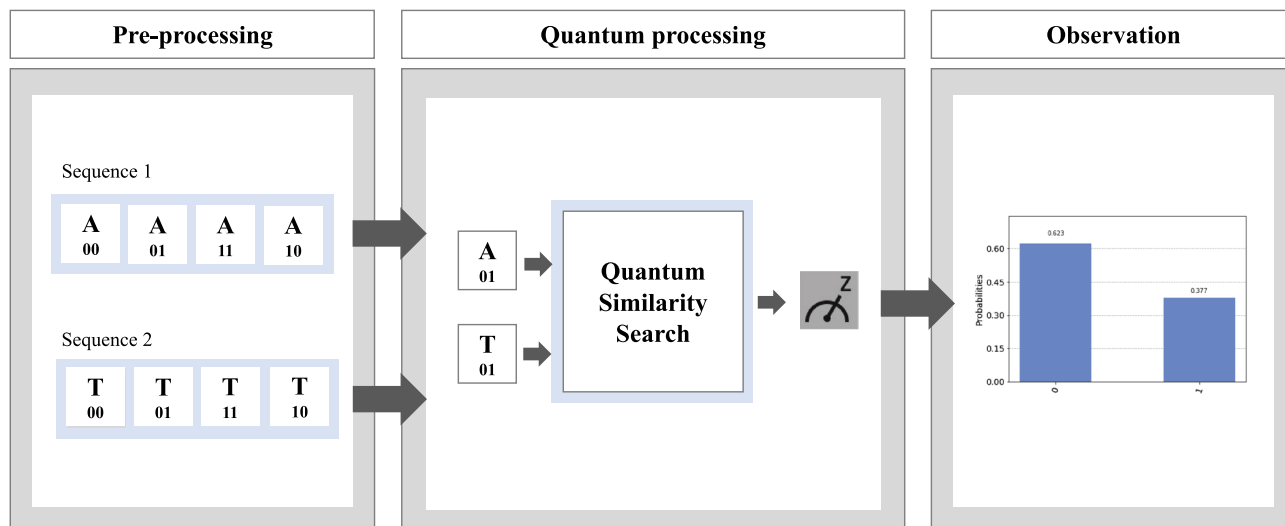 Pre-processing
Quantum processing
Observation
Sequence 1
A A A A
00 01 11 10
Sequence 2
T T T T
00 01 11 10
A
01
T
01
Quantum
Similarity
Search
Z
Probabilities
0.60
0.45
0.30
0.15
0.00
0.623
0.377
0
1